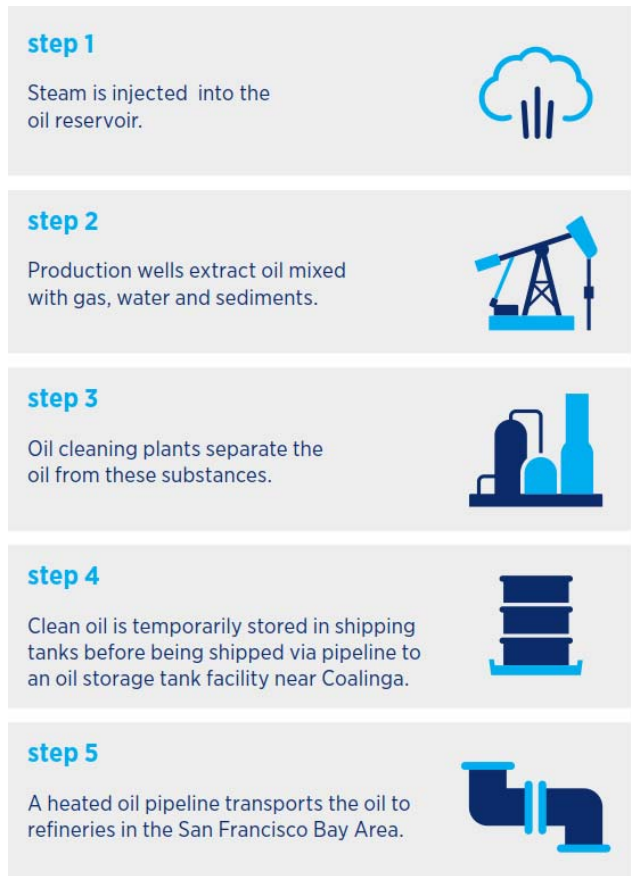 step 1
Steam is injected into the
oil reservoir.
step 2
Production wells extract oil mixed
with gas, water and sediments.
step 3
Oil cleaning plants separate the
oil from these substances.
step 4
Clean oil is temporarily stored in shipping
tanks before being shipped via pipeline to
an oil storage tank facility near Coalinga.
step 5
A heated oil pipeline transports the oil to
refineries in the San Francisco Bay Area.